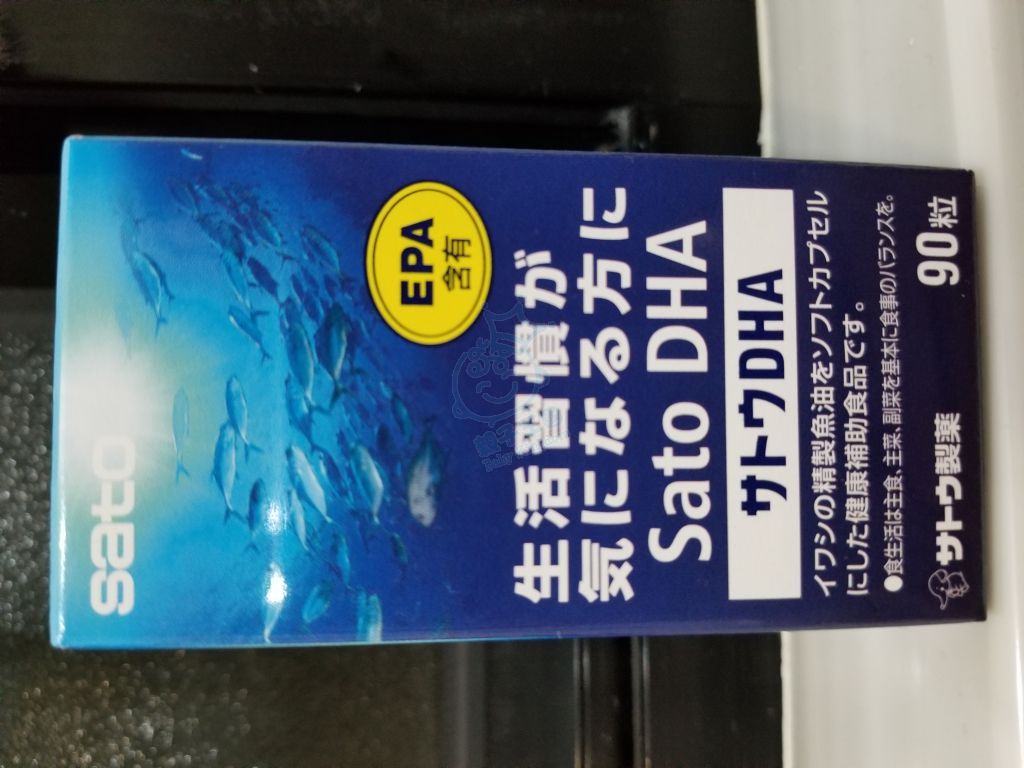 sato
EPA
含有
生活習慣が
気になる方に
Sato DHA
サトウDHA
イワシの精製魚油をソフトカプセル
にした健康補助食品です。
●食生活は主食、主菜、副菜を基本に食事のバランスを。
サトウ製薬
90粒